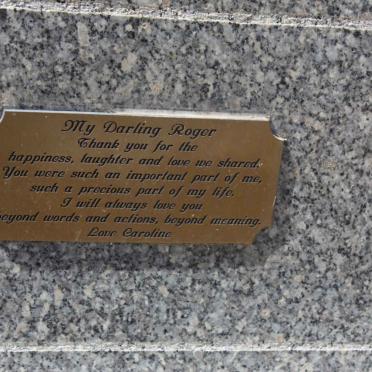 My Darling Roger
Thank you for the
happiness, laughter and love we shared.
You were such an important part of me,
such a precious part of my life.
I will always love you
beyond words and actions, beyond meaning.
Love Caroline